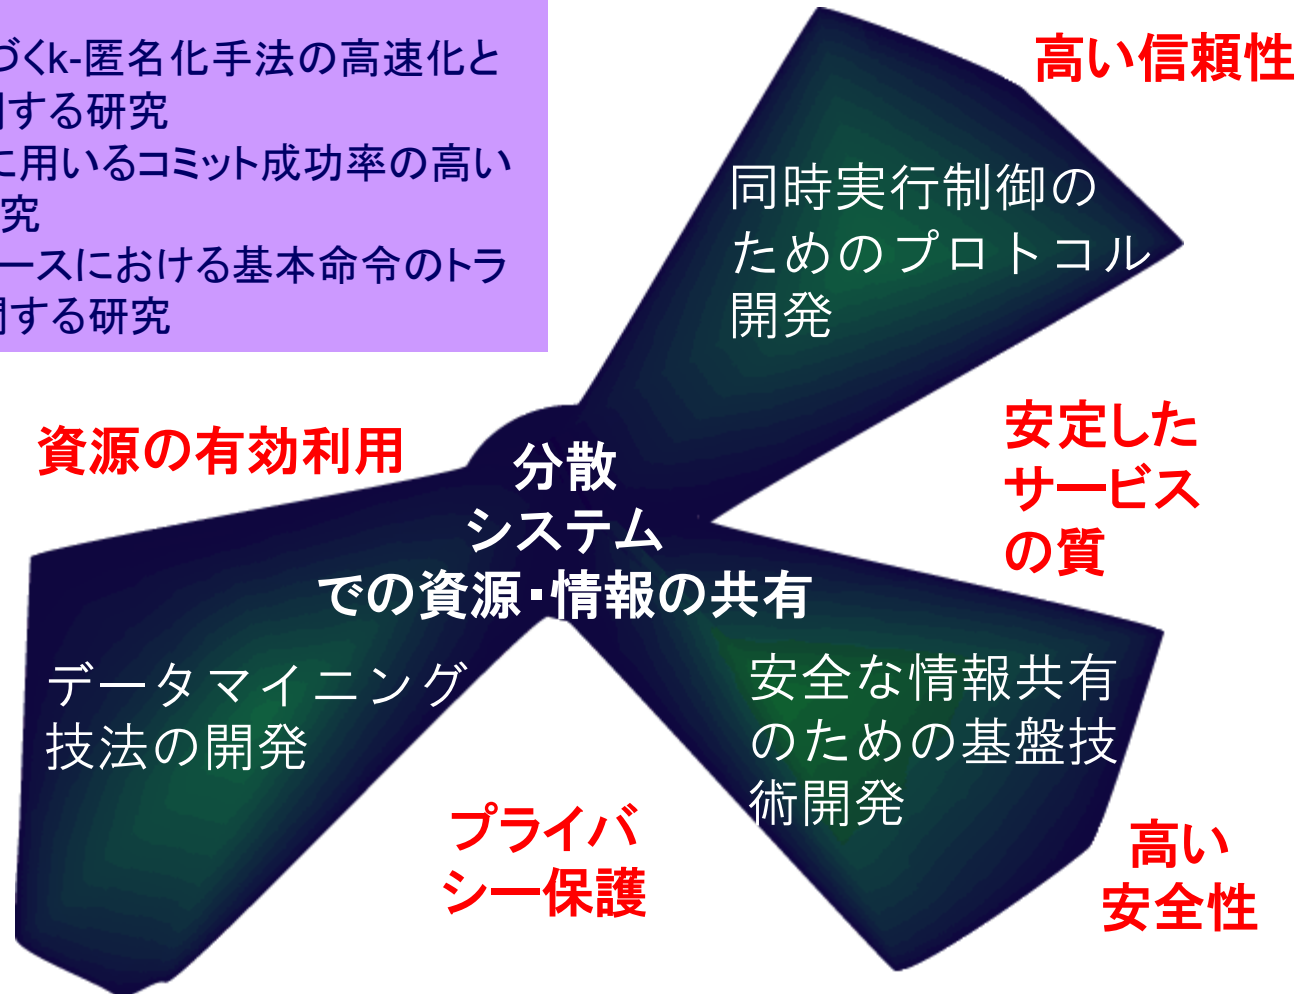 づくk-匿名化手法の高速化と
関する研究
に用いるコミット成功率の高い
究
ースにおける基本命令のトラ
関する研究
高い信頼性
同時実行制御の
ためのプロトコル
開発
資源の有効利用
安定した
サービス
の質
分散
システム
での資源・情報の共有
データマイニング
技法の開発
安全な情報共有
のための基盤技
術開発
プライバ
シー保護
高い
安全性